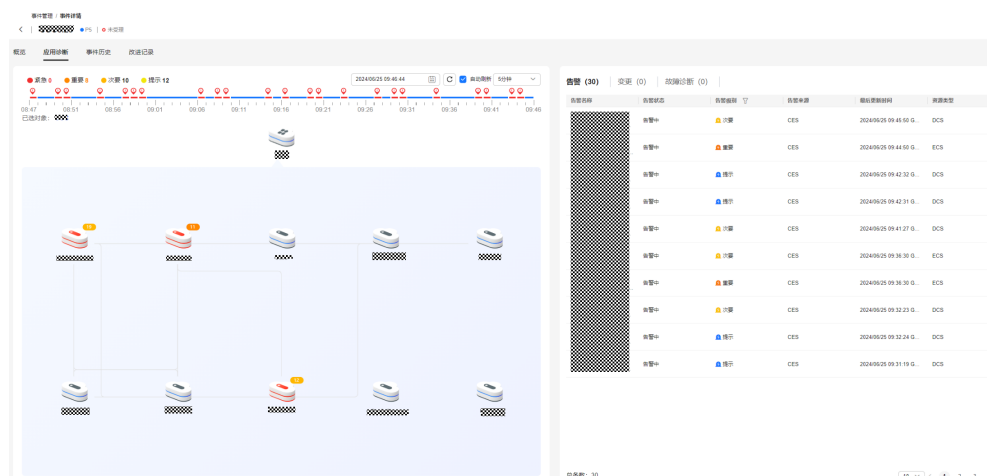 事件管理 / 事件详情
P5 未受理
概览 应用诊断 事件历史 改进记录
紧急 0 重要 8 次要 10 提示 12 2024/06/25 09:46:44 自动刷新 5分钟
08:47 08:51 08:56 09:01 09:06 09:11 09:16 09:21 09:26 09:31 09:36 09:41 09:46
已选对象：
告警 (30) 变更 (0) 故障诊断 (0)
告警名称 告警状态 告警级别 告警来源 最后更新时间 资源类型
告警中 次要 CES 2024/06/25 09:45:50 G... DCS
告警中 重要 CES 2024/06/25 09:44:50 G... ECS
告警中 提示 CES 2024/06/25 09:42:32 G... DCS
告警中 提示 CES 2024/06/25 09:42:31 G... DCS
告警中 次要 CES 2024/06/25 09:41:27 G... DCS
告警中 次要 CES 2024/06/25 09:36:30 G... ECS
告警中 重要 CES 2024/06/25 09:36:30 G... ECS
告警中 次要 CES 2024/06/25 09:32:23 G... DCS
告警中 提示 CES 2024/06/25 09:32:24 G... DCS
告警中 提示 CES 2024/06/25 09:31:19 G... DCS
总条数：30